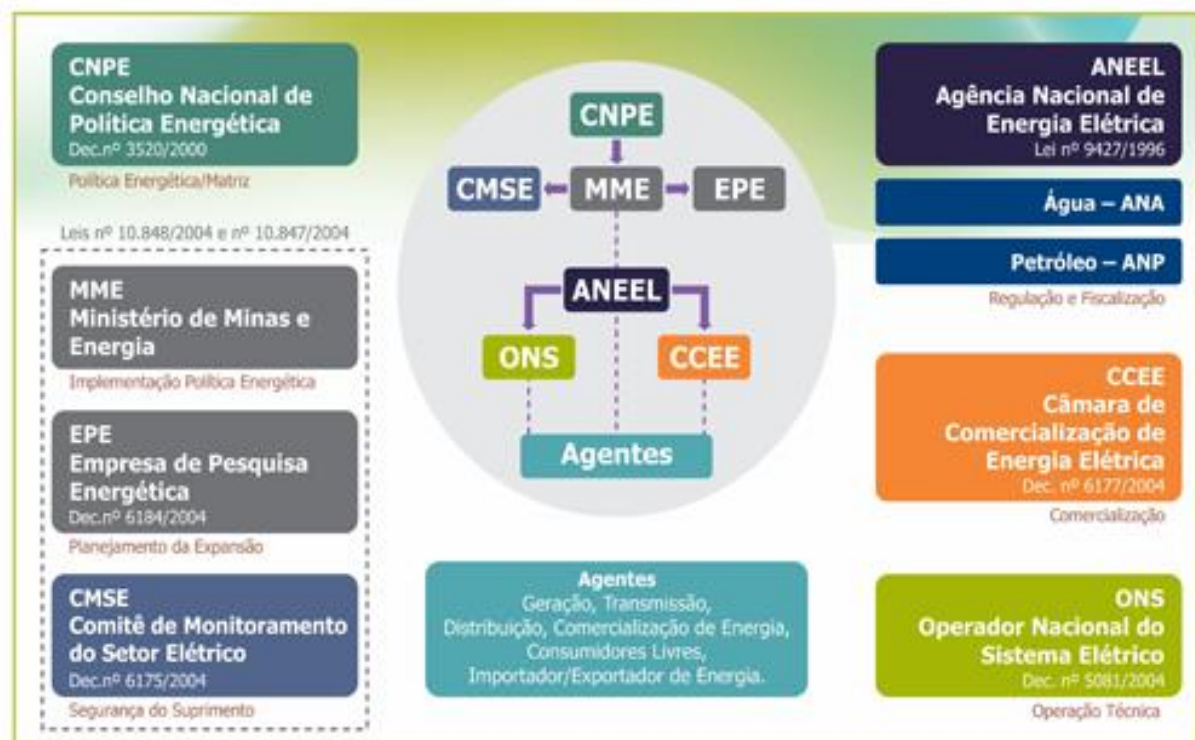 CNPE
Conselho Nacional de
Política Energética
Dec.nº 3520/2000
Política Energética/Matriz
Leis nº 10.848/2004 e nº 10.847/2004
MME
Ministério de Minas e
Energia
Implementação Política Energética
EPE
Empresa de Pesquisa
Energética
Dec.nº 6184/2004
Planejamento da Expansão
CMSE
Comitê de Monitoramento
do Setor Elétrico
Dec.nº 6175/2004
Segurança do Suprimento
CNPE
CMSE
MME
EPE
ANEEL
ONS
CCEE
Agentes
Agentes
Geração, Transmissão,
Distribuição, Comercialização de Energia,
Consumidores Livres,
Importador/Exportador de Energia.
ANEEL
Agência Nacional de
Energia Elétrica
Lei nº 9427/1996
Água – ANA
Petróleo – ANP
Regulação e Fiscalização
CCEE
Câmara de
Comercialização de
Energia Elétrica
Dec. nº 6177/2004
Comercialização
ONS
Operador Nacional do
Sistema Elétrico
Dec. nº 5081/2004
Operação Técnica